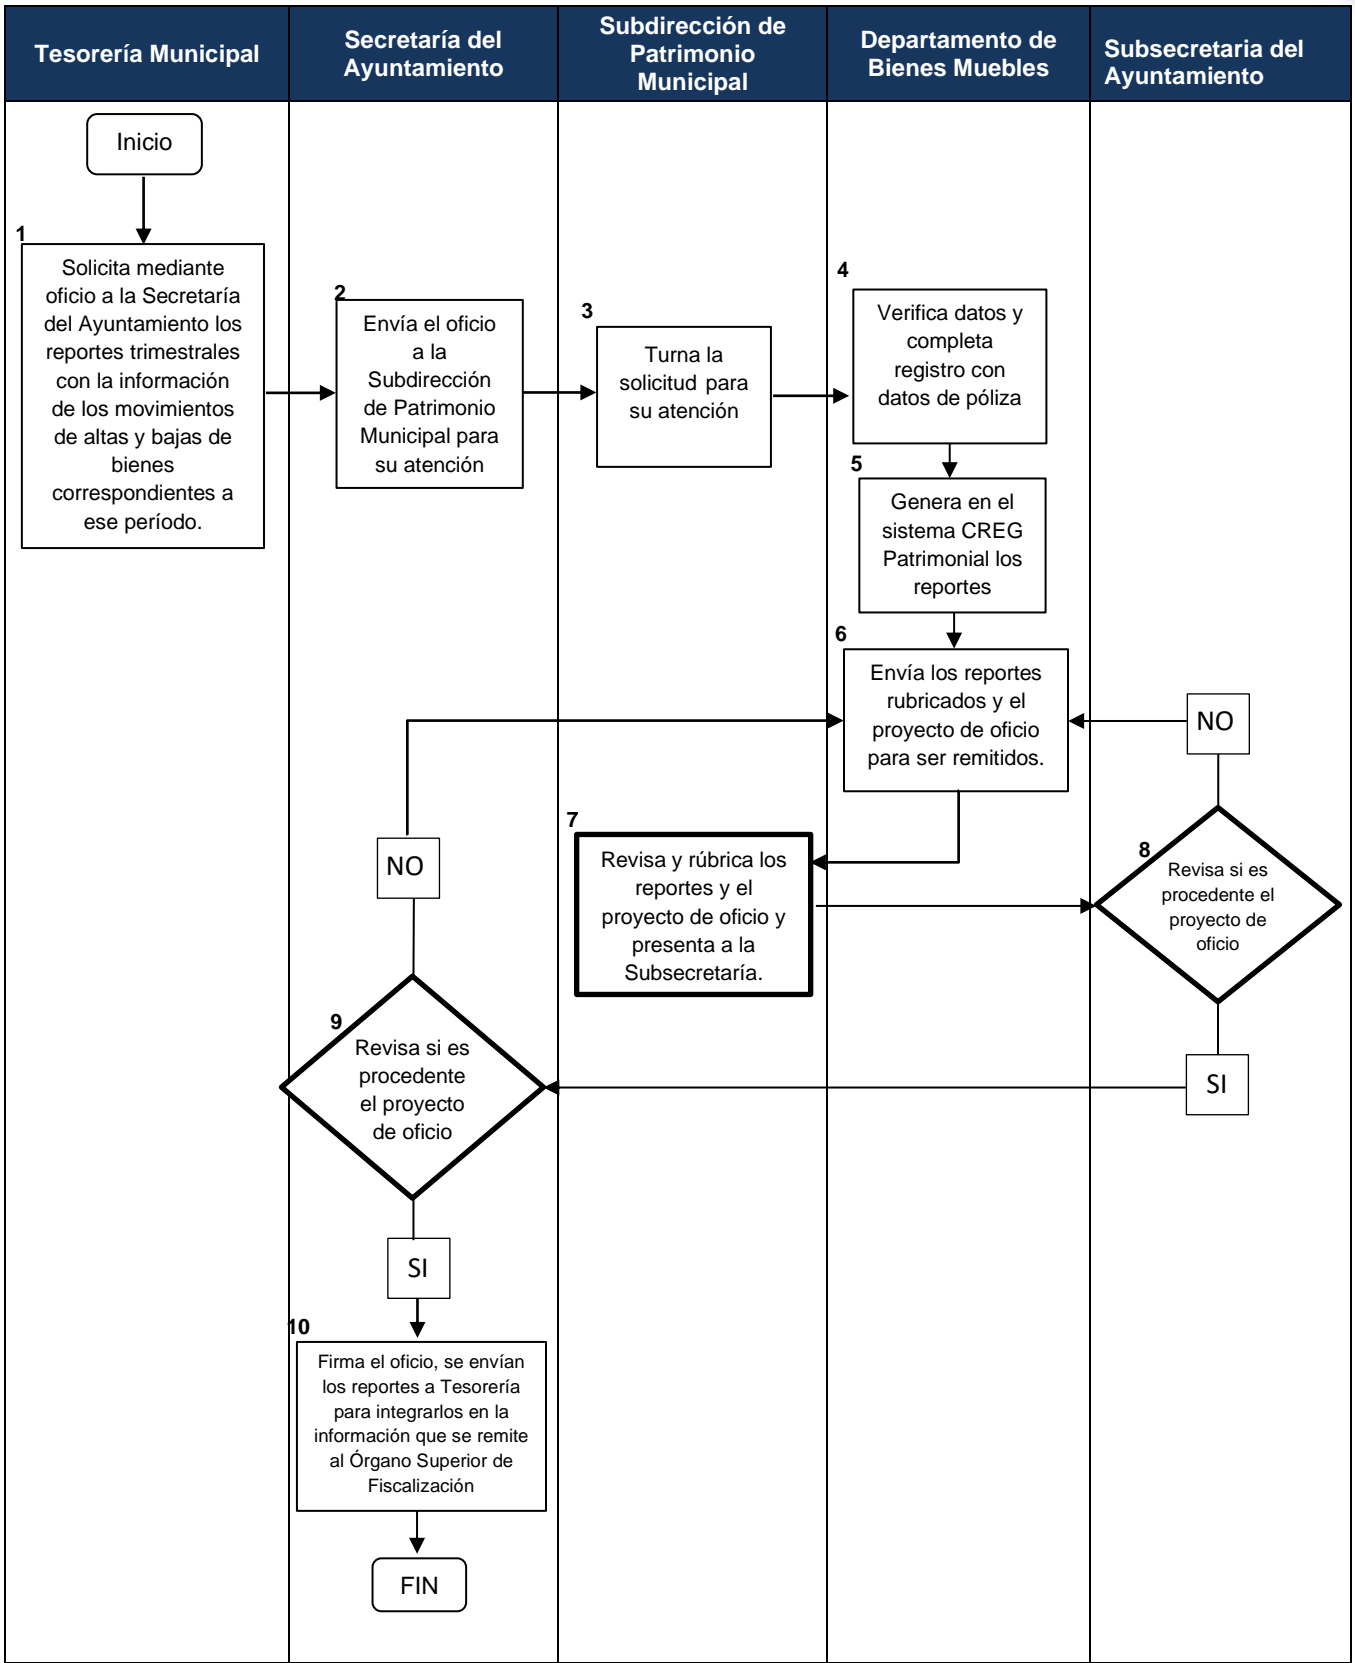 Tesorería Municipal
Secretaría del
Ayuntamiento
Subdirección de
Patrimonio
Municipal
Departamento de
Bienes Muebles
Subsecretaria del
Ayuntamiento
Inicio
1
Solicita mediante
oficio a la Secretaría
del Ayuntamiento los
reportes trimestrales
con la información
de los movimientos
de altas y bajas de
bienes
correspondientes a
ese período.
2
Envía el oficio
a la
Subdirección
de Patrimonio
Municipal para
su atención
3
Turna la
solicitud para
su atención
4
Verifica datos y
completa
registro con
datos de póliza
5
Genera en el
sistema CREG
Patrimonial los
reportes
6
Envía los reportes
rubricados y el
proyecto de oficio
para ser remitidos.
7
Revisa y rúbrica los
reportes y el
proyecto de oficio y
presenta a la
Subsecretaría.
NO
8
Revisa si es
procedente el
proyecto de
oficio
SI
NO
9
Revisa si es
procedente
el proyecto
de oficio
SI
10
Firma el oficio, se envían
los reportes a Tesorería
para integrarlos en la
información que se remite
al Órgano Superior de
Fiscalización
FIN